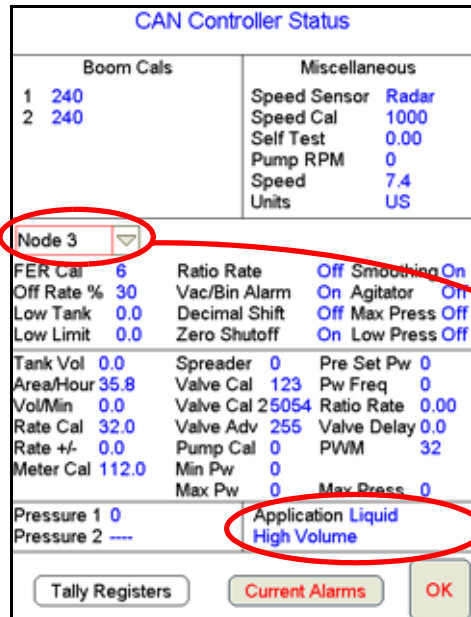 CAN Controller Status
Boom Cals
1 240
2 240
Miscellaneous
Speed Sensor Radar
Speed Cal 1000
Self Test 0.00
Pump RPM 0
Speed 7.4
Units US
Node 3
FER Cal 6 Ratio Rate Off Smoothing On
Off Rate % 30 Vac/Bin Alarm On Agitator Off
Low Tank 0.0 Decimal Shift Off Max Press Off
Low Limit 0.0 Zero Shutoff On Low Press Off
Tank Vol 0.0 Spreader 0 Pre Set Pw 0
Area/Hour 35.8 Valve Cal 123 Pw Freq 0
Vol/Min 0.0 Valve Cal 2 5054 Ratio Rate 0.00
Rate Cal 32.0 Valve Adv 255 Valve Delay 0.0
Rate +/- 0.0 Pump Cal 0 PWM 32
Meter Cal 112.0 Min Pw 0
Max Pw 0 Max Press 0
Pressure 1 0
Pressure 2 ----
Application Liquid
High Volume
Tally Registers Current Alarms OK